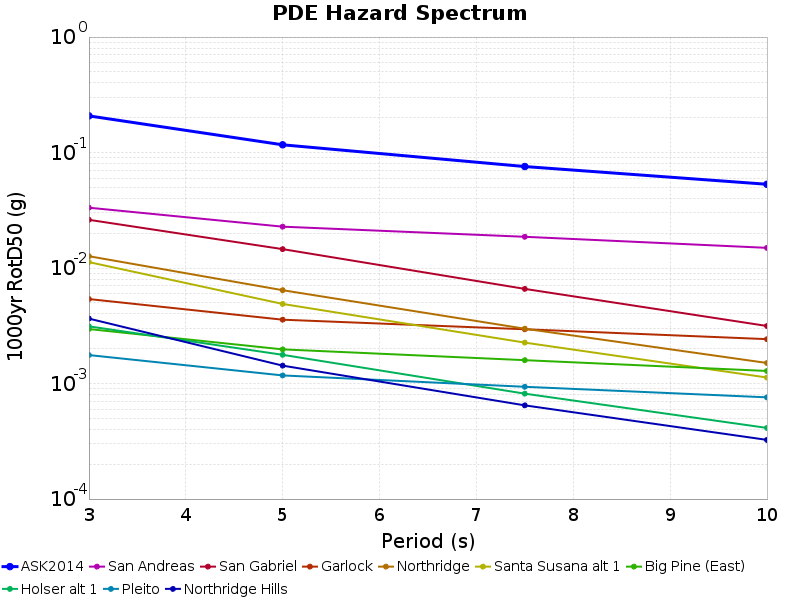 PDE Hazard Spectrum
1000yr RotD50 (g)
10^0
10^-1
10^-2
10^-3
10^-4
3 4 5 6 7 8 9 10
Period (s)
ASK2014 San Andreas San Gabriel Garlock Northridge Santa Susana alt 1 Big Pine (East)
Holser alt 1 Pleito Northridge Hills